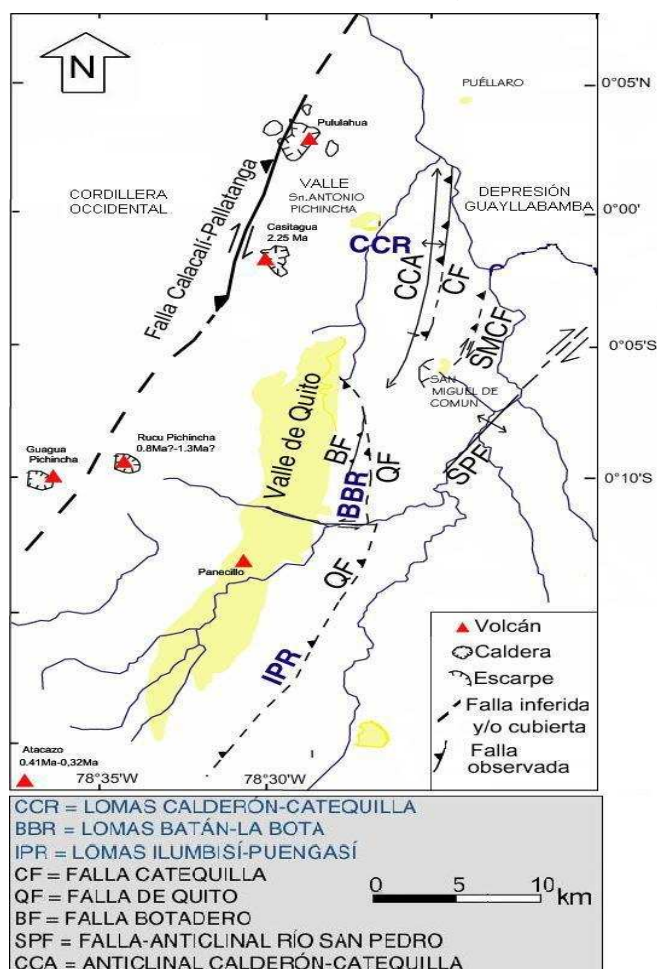 N
PUÉLLARO
0°05'N
Pululahua
Falla Calacalí-Pallatanga
CORDILLERA
OCCIDENTAL
VALLE
Sn.ANTONIO
PICHINCHA
DEPRESIÓN
GUAYLLABAMBA
0°00'
Casitagua
2.25 Ma
CCR
CCA
CF
SMCF
0°05'S
SAN
MIGUEL DE
COMUN
Valle de Quito
Guagua
Pichincha
Rucu Pichincha
0.8Ma?-1.3Ma?
BF
BBR
QF
SPF
0°10'S
Panecillo
QF
IPR
Volcán
Caldera
Escarpe
Falla inferida
y/o cubierta
Falla
observada
Atacazo
0.41Ma-0,32Ma
78°35'W
78°30'W
CCR = LOMAS CALDERÓN-CATEQUILLA
BBR = LOMAS BATÁN-LA BOTA
IPR = LOMAS ILUMBISÍ-PUENGASÍ
CF = FALLA CATEQUILLA
QF = FALLA DE QUITO
BF = FALLA BOTADERO
SPF = FALLA-ANTICLINAL RÍO SAN PEDRO
CCA = ANTICLINAL CALDERÓN-CATEQUILLA
0 5 10 km